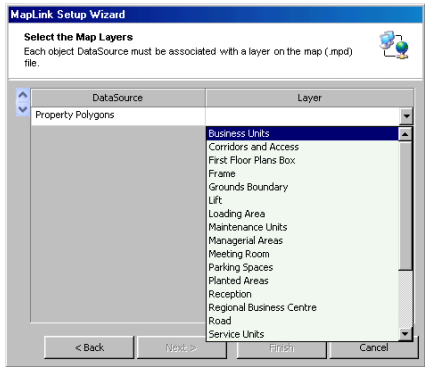 MapLink Setup Wizard
Select the Map Layers
Each object DataSource must be associated with a layer on the map (.mpd)
file.
DataSource Layer
Property Polygons
Business Units
Corridors and Access
First Floor Plans Box
Frame
Grounds Boundary
Lift
Loading Area
Maintenance Units
Managerial Areas
Meeting Room
Parking Spaces
Planted Areas
Reception
Regional Business Centre
Road
Service Units
< Back Next > Finish Cancel